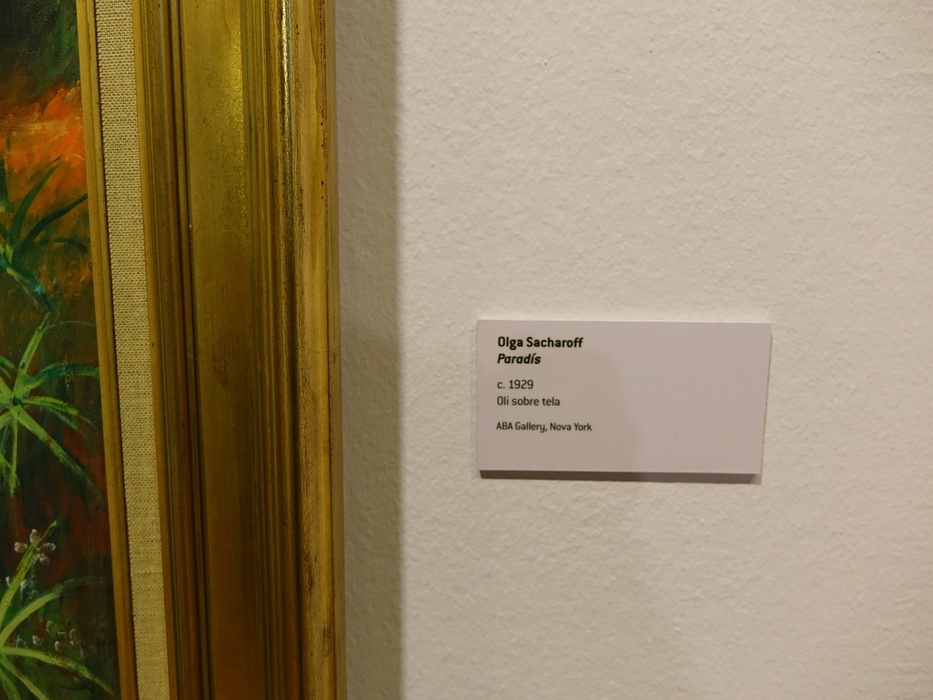 Olga Sacharoff
Paradís
c. 1929
Oli sobre tela
ABA Gallery, Nova York